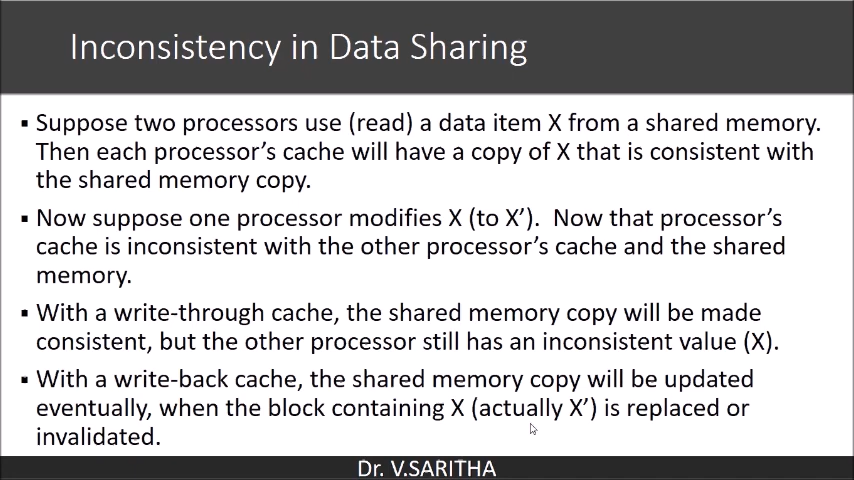 Inconsistency in Data Sharing
▪ Suppose two processors use (read) a data item X from a shared memory.
Then each processor’s cache will have a copy of X that is consistent with
the shared memory copy.
▪ Now suppose one processor modifies X (to X’). Now that processor’s
cache is inconsistent with the other processor’s cache and the shared
memory.
▪ With a write-through cache, the shared memory copy will be made
consistent, but the other processor still has an inconsistent value (X).
▪ With a write-back cache, the shared memory copy will be updated
eventually, when the block containing X (actually X’) is replaced or
invalidated.
Dr. V.SARITHA